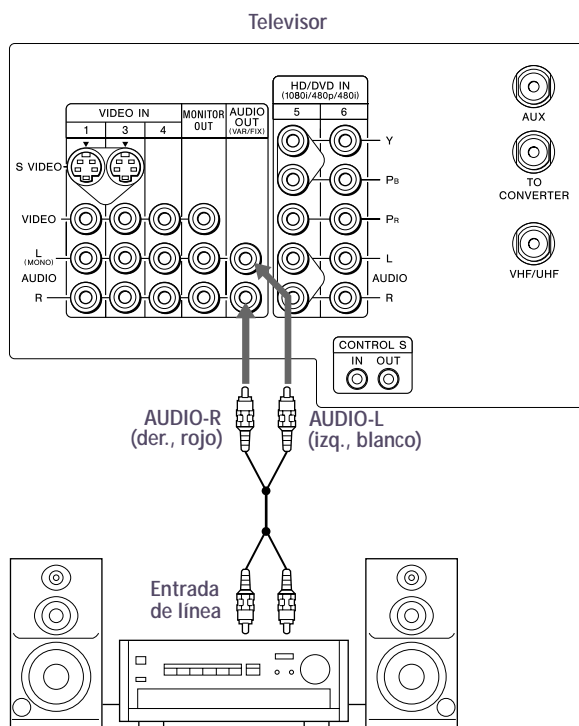 Televisor
VIDEO IN
1 3 4
MONITOR
OUT
AUDIO
OUT
(VAR/FIX)
HD/DVD IN
(1080i/480p/480i)
5 6
S VIDEO
VIDEO
L
(MONO)
AUDIO
R
Y
PB
PR
L
AUDIO
R
AUX
TO
CONVERTER
VHF/UHF
CONTROL S
IN OUT
AUDIO-R
(der., rojo)
AUDIO-L
(izq., blanco)
Entrada
de línea